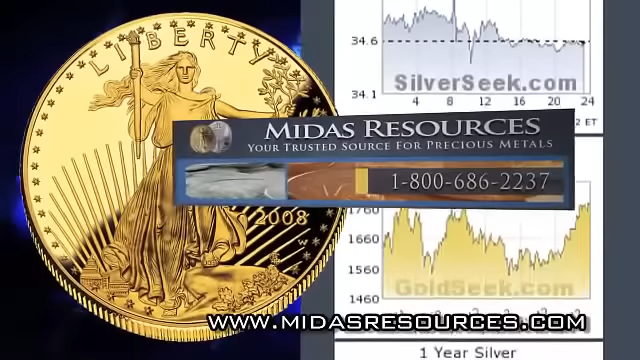 LIBERTY
2008
W
34.6
34.1
4 8 12 16 20 24
SilverSeek.com
2 ET
MIDAS RESOURCES
YOUR TRUSTED SOURCE FOR PRECIOUS METALS
1-800-686-2237
1760
1660
1560
1460
GoldSeek.com
WWW.MIDASRESOURCES.COM
1 Year Silver